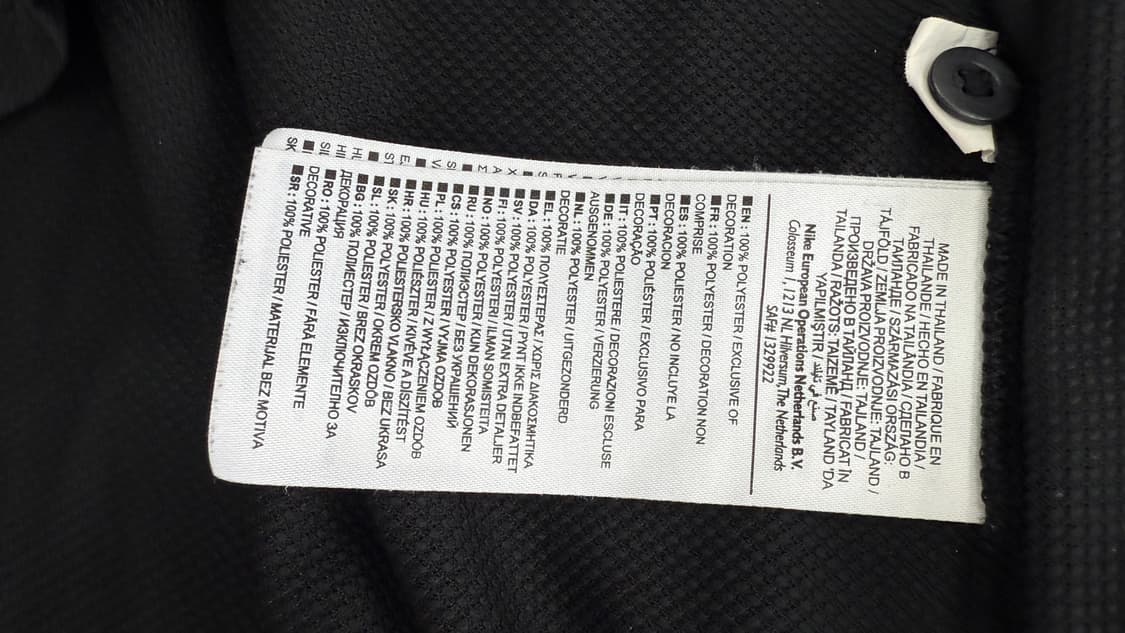 MADE IN THAILAND / FABRIQUE EN
THAILANDE / HECHO EN TAILANDIA /
FABRICADO NA TAILÂNDIA / СДЕЛАНО В
ТАИЛАНДЕ / SZÁRMAZÁSI ORSZÁG:
TÁJFÖLD / ZEMLJA PROIZVODNJE: TAJLAND /
DRŽAVA PROIZVODNJE: TAJLAND /
ПРОИЗВЕДЕНО В ТАЙЛАНД / FABRICAT ÎN
TAILANDA / RAŽOTS: TAIZEMĒ / TAYLAND 'DA
YAPILMIŞTIR / صنع في تايلند
Nike European Operations Netherlands B.V.
Colosseum 1, 1213 NL Hilversum, The Netherlands
SAP# 1329922
■ EN : 100% POLYESTER / EXCLUSIVE OF
DECORATION
■ FR : 100% POLYESTER / DECORATION NON
COMPRISE
■ ES : 100% POLIESTER / NO INCLUYE LA
DECORACION
■ PT : 100% POLIÉSTER / EXCLUSIVO PARA
DECORAÇÃO
■ IT : 100% POLIESTERE / DECORAZIONI ESCLUSE
■ DE : 100% POLYESTER / VERZIERUNG
AUSGENOMMEN
■ NL : 100% POLYESTER / UITGEZONDERD
DECORATIE
■ EL : 100% ΠΟΛΥΕΣΤΕΡΑΣ / ΧΩΡΙΣ ΔΙΑΚΟΣΜΗΤΙΚΑ
■ DA : 100% POLYESTER / PYNT IKKE INDBEFATTET
■ SV : 100% POLYESTER / UTAN EXTRA DETALJER
■ FI : 100% POLYESTERI / ILMAN SOMISTEITA
■ NO : 100% POLYESTER / KUN DEKORASJONEN
■ RU : 100% ПОЛИЭСТЕР / БЕЗ УКРАШЕНИЙ
■ CS : 100% POLYESTER / VYJMA OZDOB
■ PL : 100% POLIESTER / Z WYŁĄCZENIEM OZDÓB
■ HU : 100% POLIÉSZTER / KIVÉVE A DÍSZÍTÉST
■ HR : 100% POLIESTERSKO VLAKNO / BEZ UKRASA
■ SK : 100% POLYESTER / OKREM OZDÔB
■ SL : 100% POLIESTER / BREZ OKRASKOV
■ BG : 100% ПОЛИЕСТЕР / ИЗКЛЮЧИТЕЛНО ЗА
ДЕКОРАЦИЯ
■ RO : 100% POLIESTER / FĂRĂ ELEMENTE
DECORATIVE
■ SR : 100% POLIESTER / MATERIJAL BEZ MOTIVA